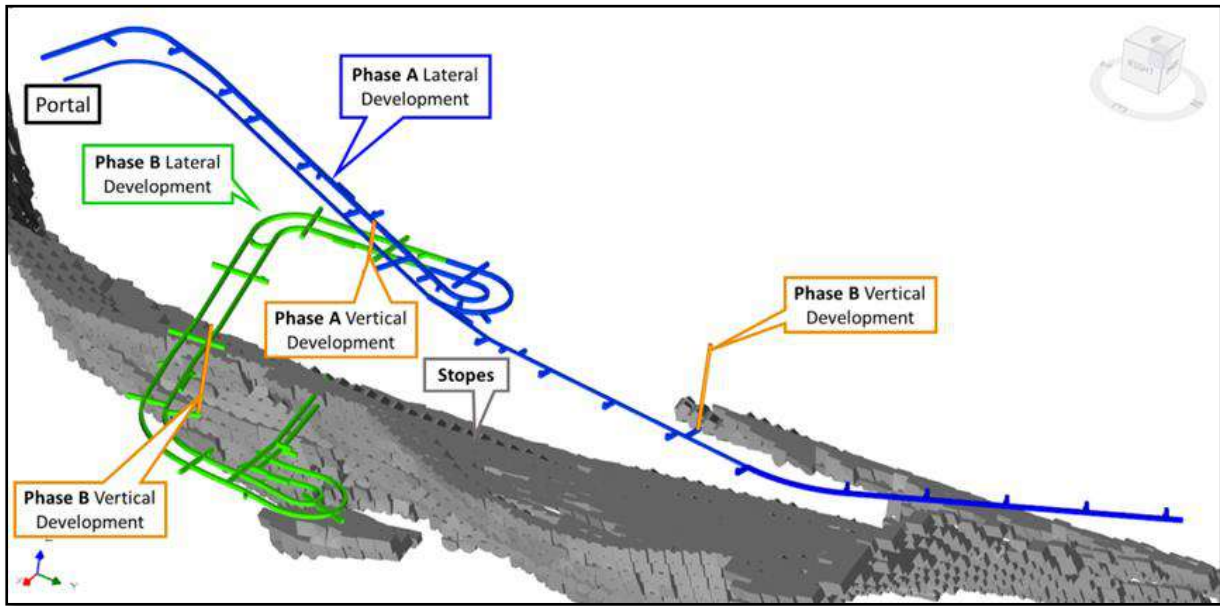 Phase A Lateral
Development
Portal
Phase B Lateral
Development
Phase A Vertical
Development
Phase B Vertical
Development
Stopes
Phase B Vertical
Development